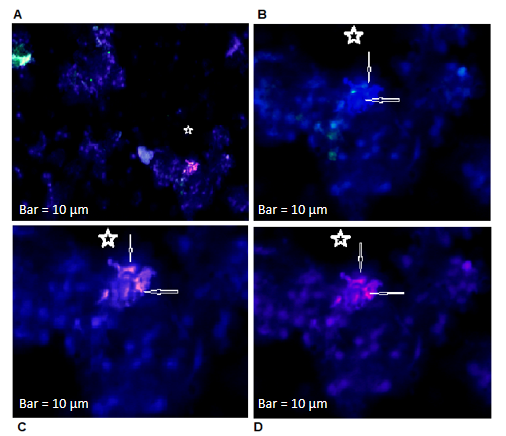 A
B
Bar = 10 µm
Bar = 10 µm
Bar = 10 µm
Bar = 10 µm
C
D